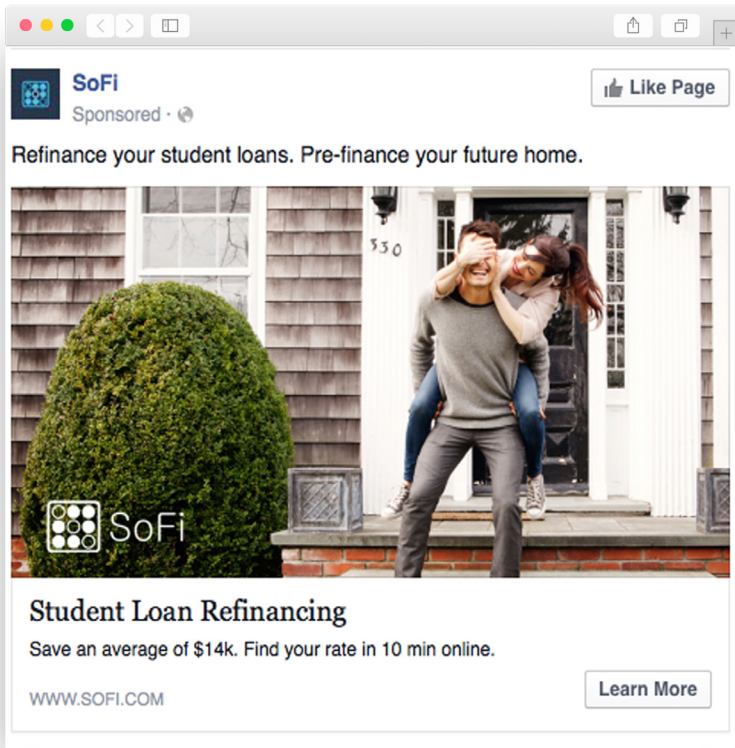 SoFi
Sponsored ·
Like Page
Refinance your student loans. Pre-finance your future home.
330
SoFi
Student Loan Refinancing
Save an average of $14k. Find your rate in 10 min online.
WWW.SOFI.COM
Learn More